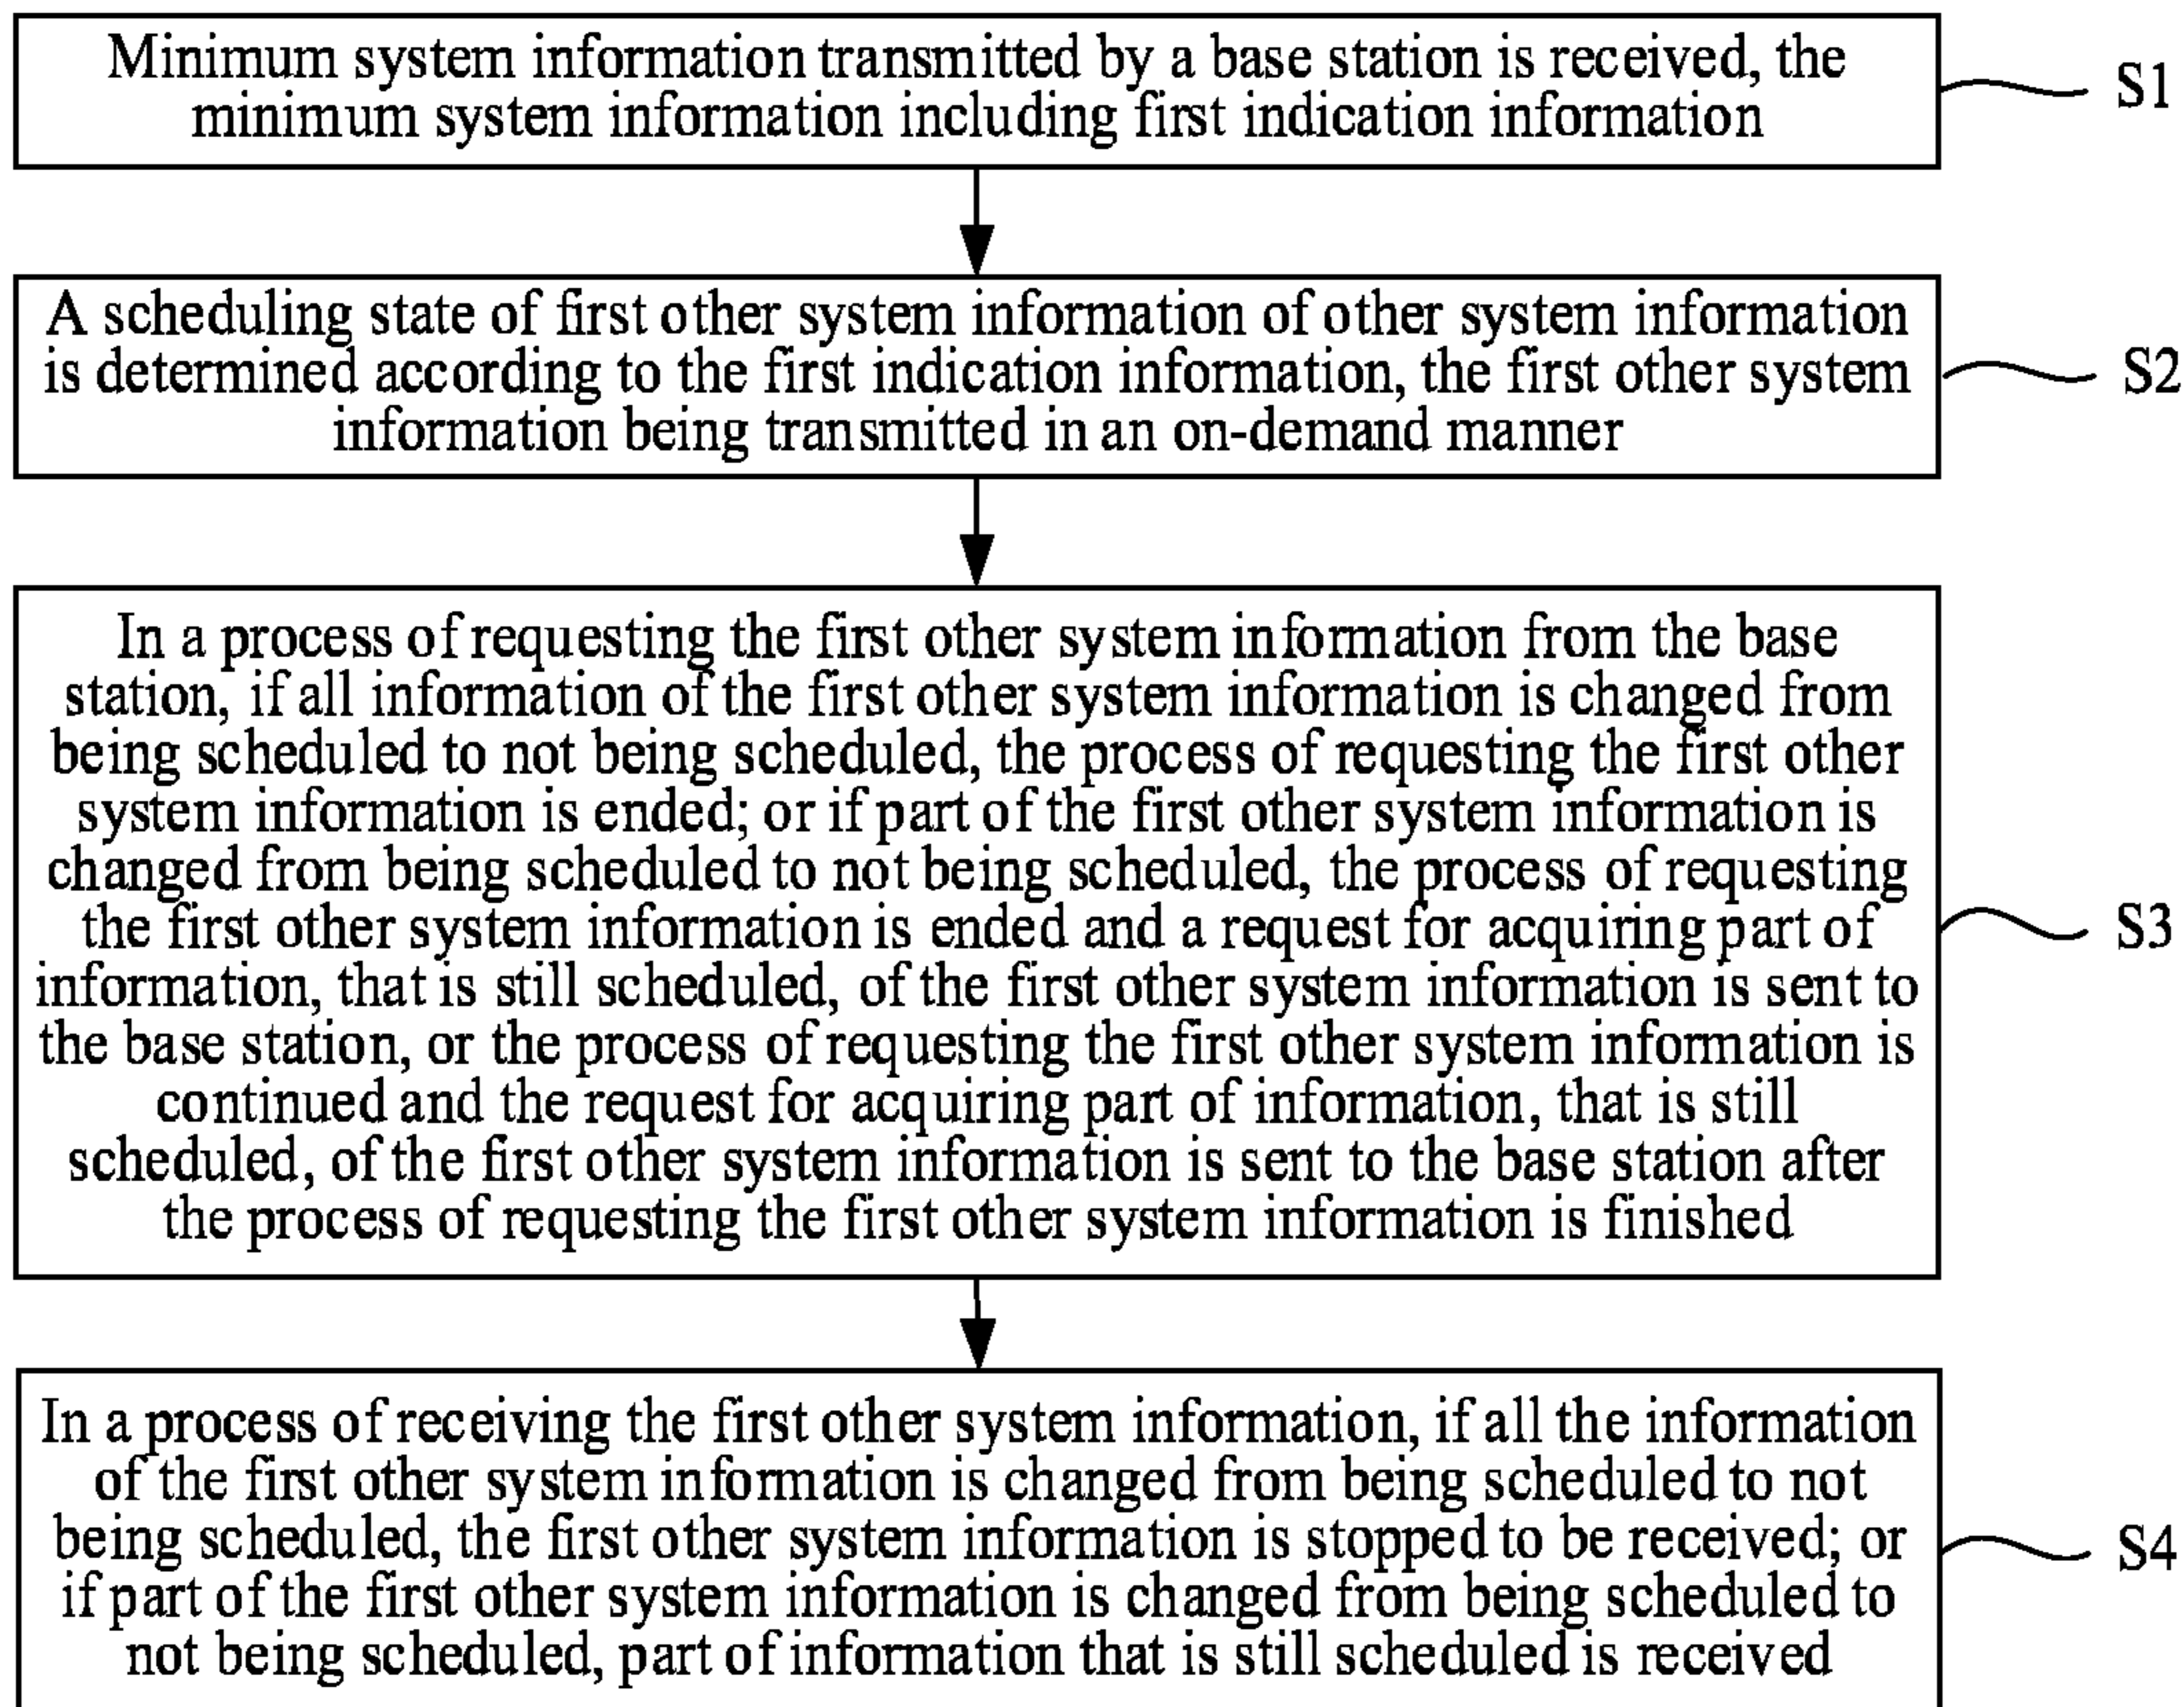 Minimum system information transmitted by a base station is received, the
minimum system information including first indication information
S1
A scheduling state of first other system information of other system information
is determined according to the first indication information, the first other system
information being transmitted in an on-demand manner
S2
In a process of requesting the first other system information from the base
station, if all information of the first other system information is changed from
being scheduled to not being scheduled, the process of requesting the first other
system information is ended; or if part of the first other system information is
changed from being scheduled to not being scheduled, the process of requesting
the first other system information is ended and a request for acquiring part of
information, that is still scheduled, of the first other system information is sent to
the base station, or the process of requesting the first other system information is
continued and the request for acquiring part of information, that is still
scheduled, of the first other system information is sent to the base station after
the process of requesting the first other system information is finished
S3
In a process of receiving the first other system information, if all the information
of the first other system information is changed from being scheduled to not
being scheduled, the first other system information is stopped to be received; or
if part of the first other system information is changed from being scheduled to
not being scheduled, part of information that is still scheduled is received
S4